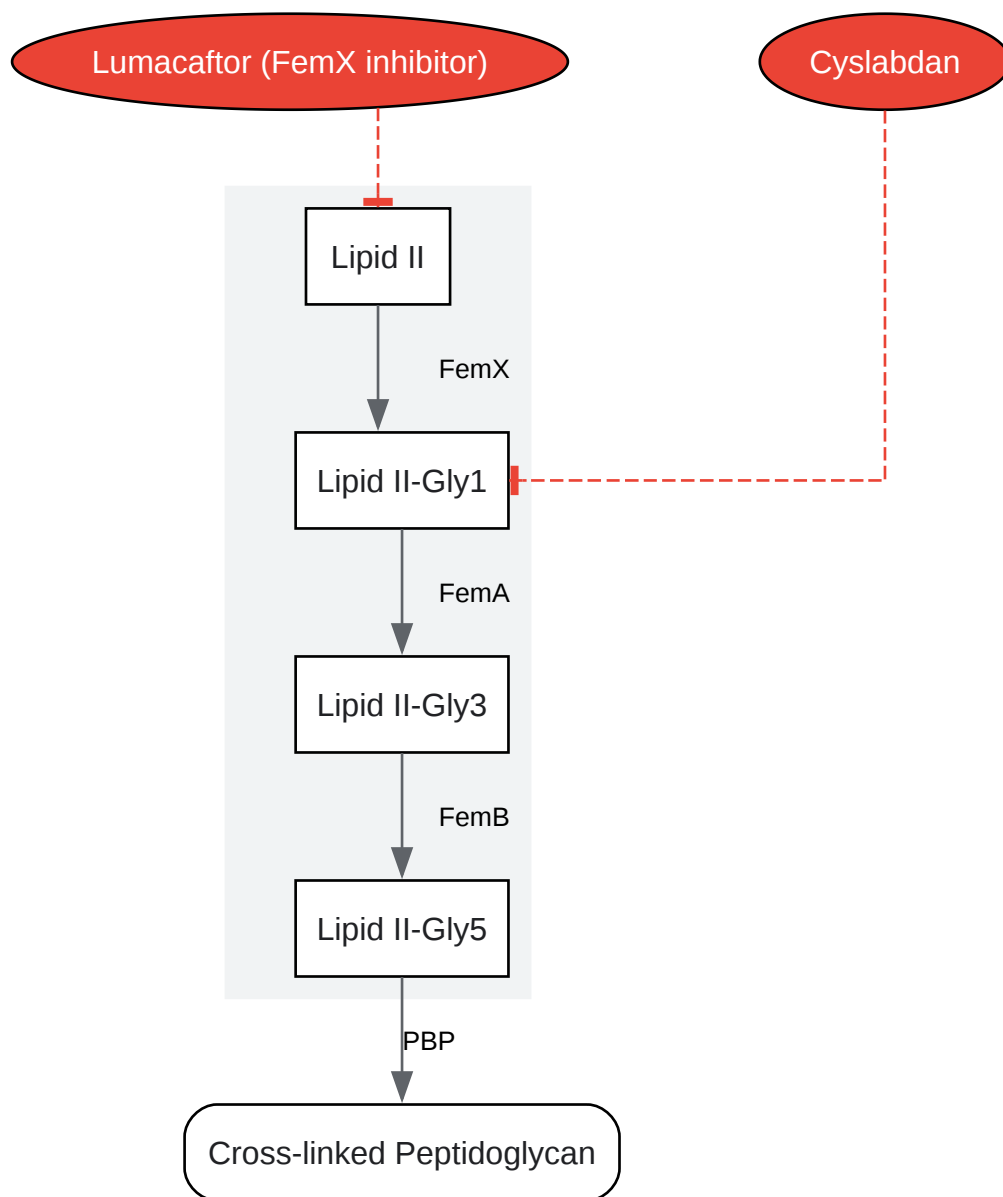 Lumacaftor (FemX inhibitor)
Cyslabdan
Lipid II
FemX
Lipid II-Gly1
FemA
Lipid II-Gly3
FemB
Lipid II-Gly5
PBP
Cross-linked Peptidoglycan